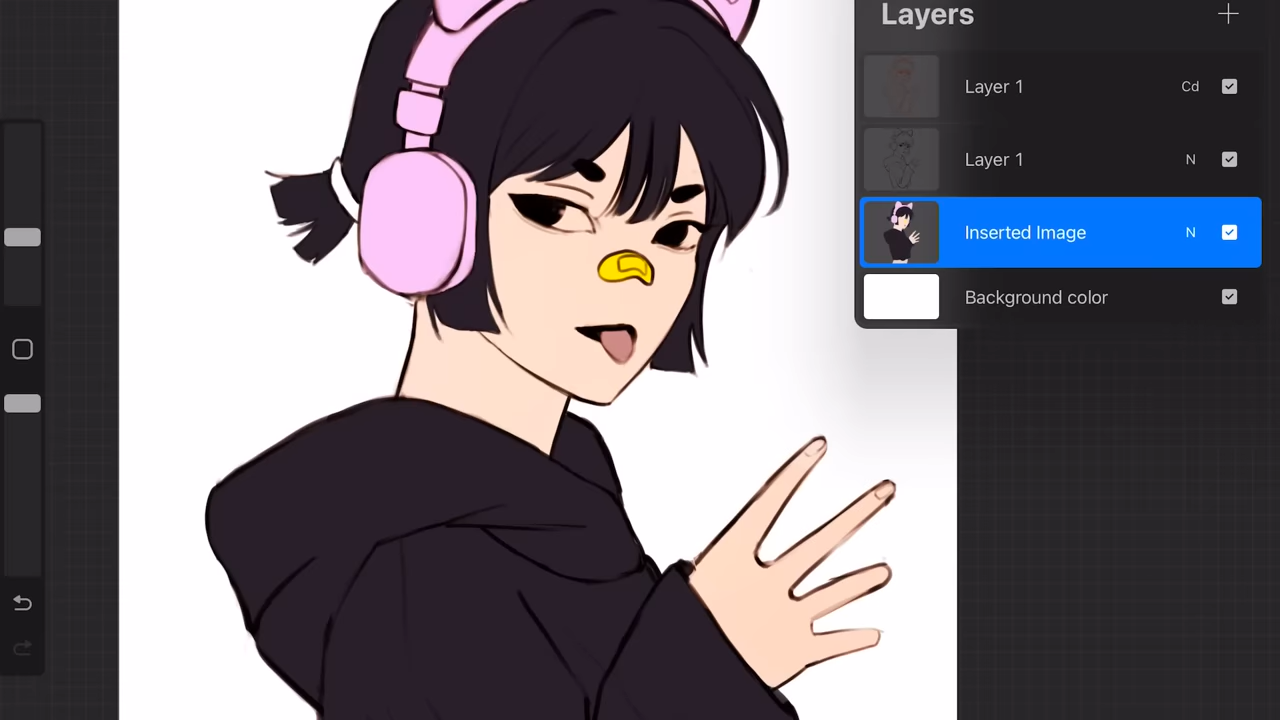 Layers
Layer 1 Cd
Layer 1 N
Inserted Image N
Background color